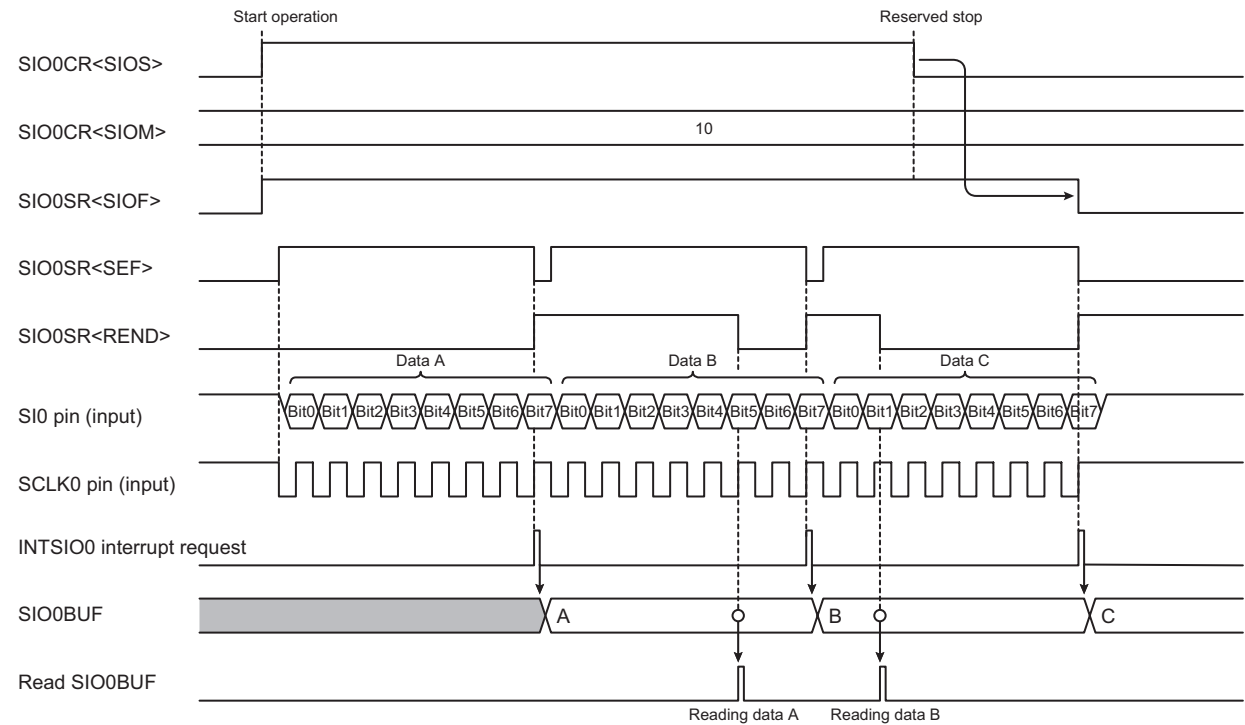 Start operation Reserved stop
SIO0CR<SIOS>
SIO0CR<SIOM> 10
SIO0SR<SIOF>
SIO0SR<SEF>
SIO0SR<REND>
Data A Data B Data C
SI0 pin (input) Bit0 Bit1 Bit2 Bit3 Bit4 Bit5 Bit6 Bit7 Bit0 Bit1 Bit2 Bit3 Bit4 Bit5 Bit6 Bit7 Bit0 Bit1 Bit2 Bit3 Bit4 Bit5 Bit6 Bit7
SCLK0 pin (input)
INTSIO0 interrupt request
SIO0BUF A B C
Read SIO0BUF
Reading data A Reading data B